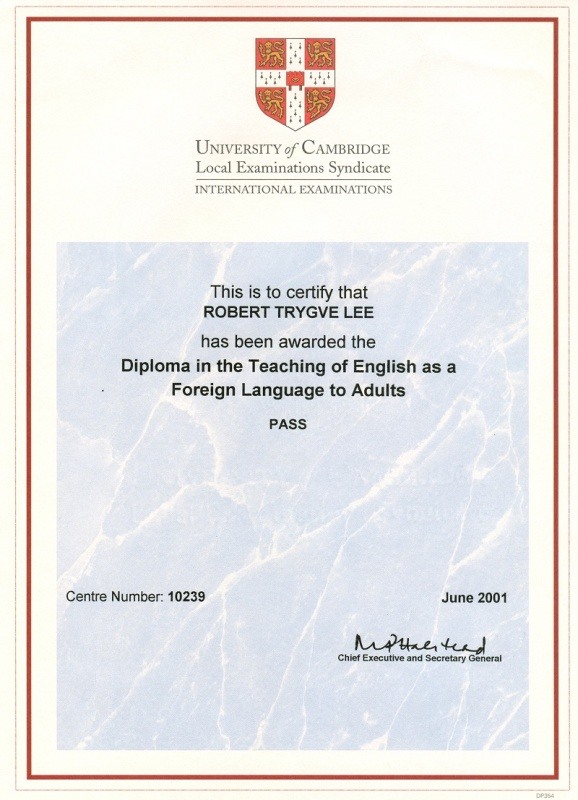 UNIVERSITY of CAMBRIDGE
Local Examinations Syndicate
INTERNATIONAL EXAMINATIONS
This is to certify that
ROBERT TRYGVE LEE
has been awarded the
Diploma in the Teaching of English as a
Foreign Language to Adults
PASS
Centre Number: 10239
June 2001
Chief Executive and Secretary General
DP354